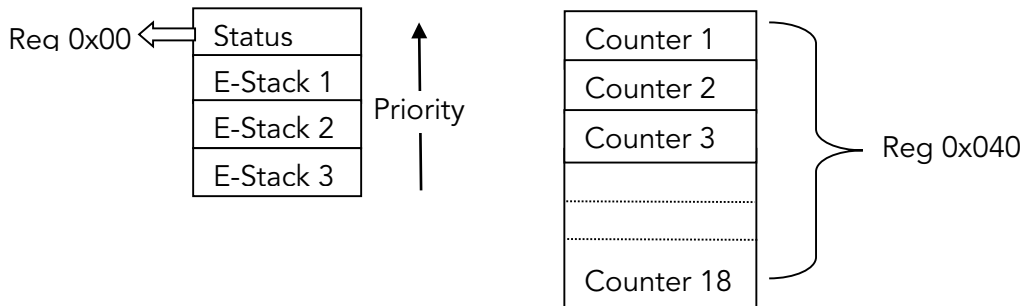 Reg 0x00
Status
E-Stack 1
E-Stack 2
E-Stack 3
Priority
Counter 1
Counter 2
Counter 3
Counter 18
Reg 0x040